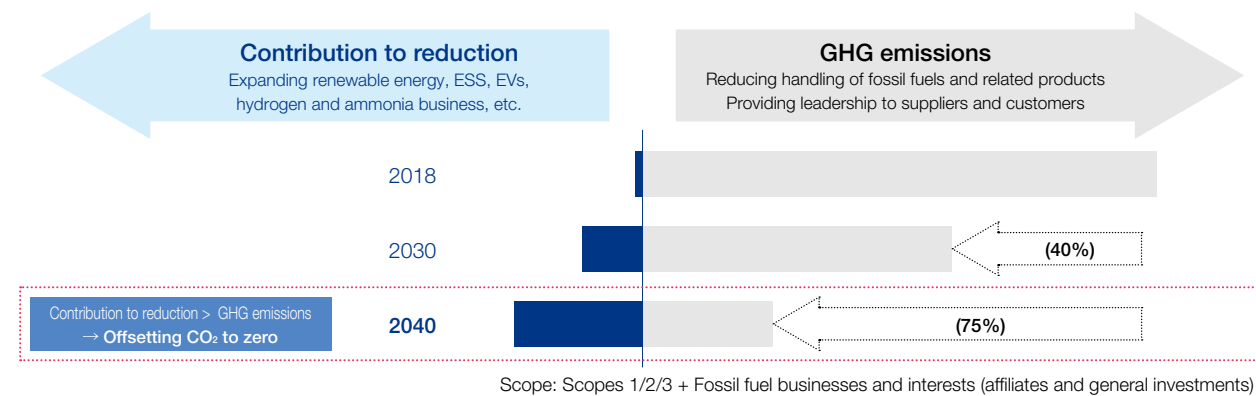 Contribution to reduction
Expanding renewable energy, ESS, EVs,
hydrogen and ammonia business, etc.
GHG emissions
Reducing handling of fossil fuels and related products
Providing leadership to suppliers and customers
2018
2030
(40%)
Contribution to reduction > GHG emissions
→ Offsetting CO₂ to zero
2040
(75%)
Scope: Scopes 1/2/3 + Fossil fuel businesses and interests (affiliates and general investments)